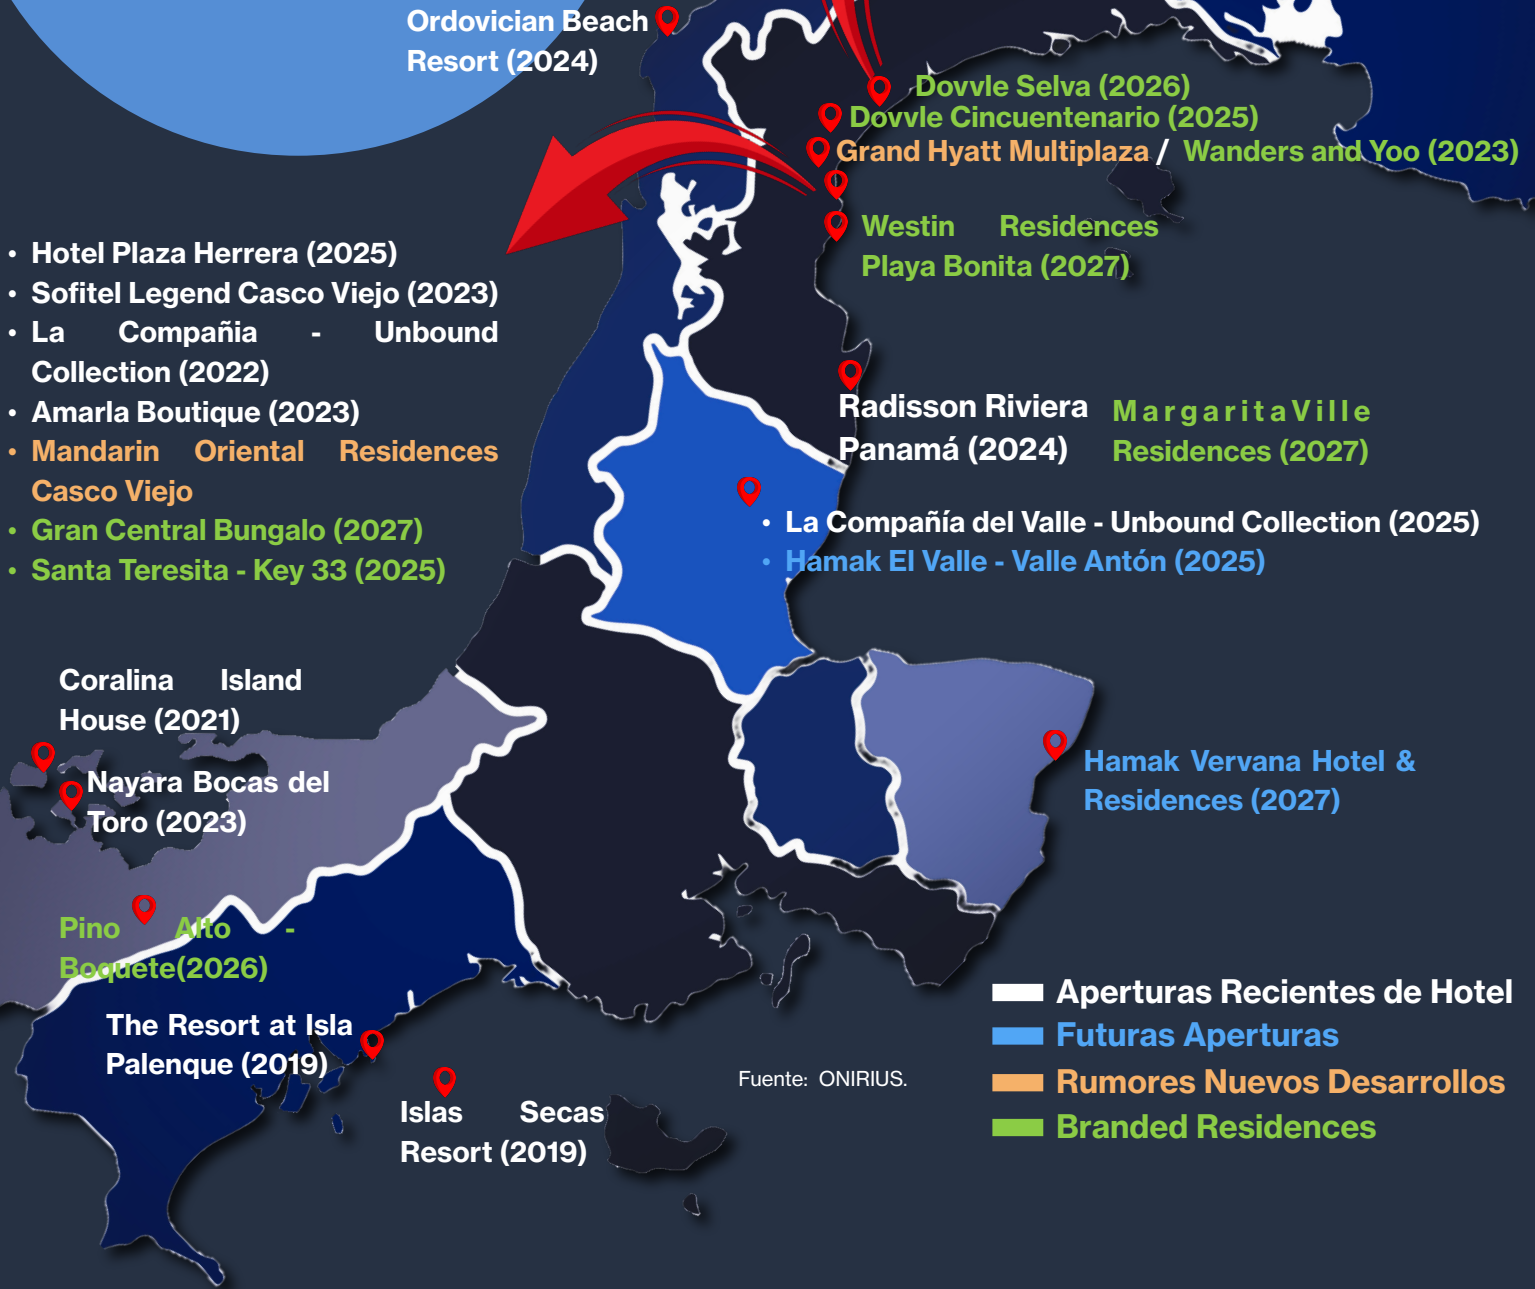 Ordovician Beach
Resort (2024)
Dovvle Selva (2026)
Dovvle Cincuentenario (2025)
Grand Hyatt Multiplaza / Wanders and Yoo (2023)
Westin Residences
Playa Bonita (2027)
• Hotel Plaza Herrera (2025)
• Sofitel Legend Casco Viejo (2023)
• La Compañia - Unbound
Collection (2022)
• Amarla Boutique (2023)
• Mandarin Oriental Residences
Casco Viejo
• Gran Central Bungalo (2027)
• Santa Teresita - Key 33 (2025)
Radisson Riviera
Panamá (2024)
MargaritaVille
Residences (2027)
• La Compañía del Valle - Unbound Collection (2025)
• Hamak El Valle - Valle Antón (2025)
Coralina Island
House (2021)
Nayara Bocas del
Toro (2023)
Hamak Vervana Hotel &
Residences (2027)
Pino Alto -
Boquete(2026)
The Resort at Isla
Palenque (2019)
Islas Secas
Resort (2019)
Fuente: ONIRIUS.
Aperturas Recientes de Hotel
Futuras Aperturas
Rumores Nuevos Desarrollos
Branded Residences